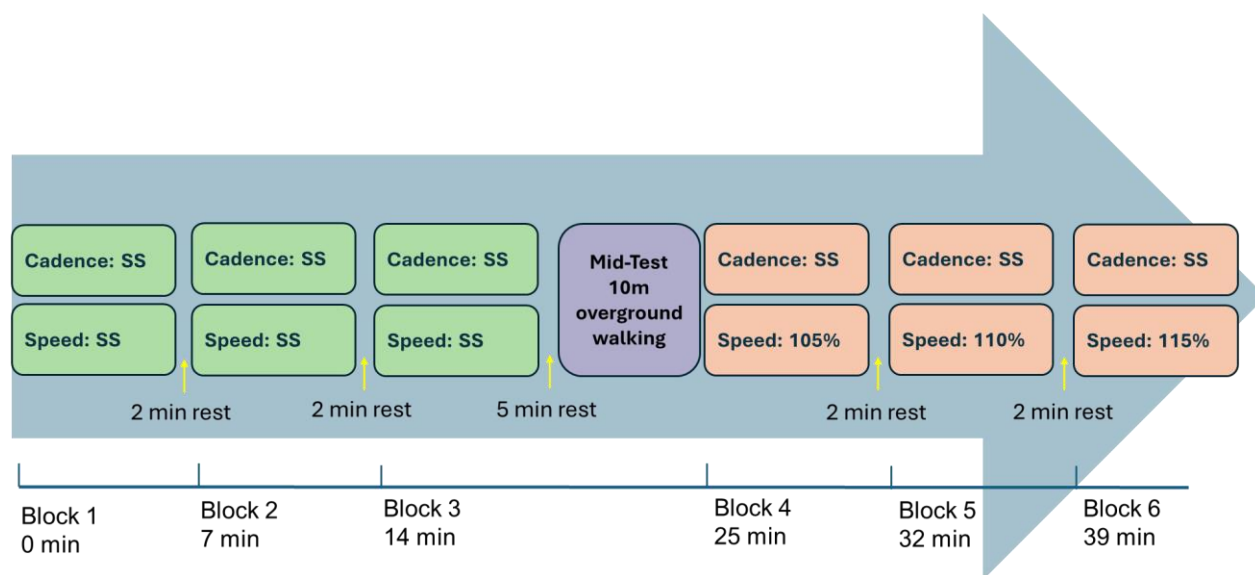 Cadence: SS
Cadence: SS
Cadence: SS
Mid-Test
10m
overground
walking
Cadence: SS
Cadence: SS
Cadence: SS
Speed: SS
Speed: SS
Speed: SS
Speed: 105%
Speed: 110%
Speed: 115%
2 min rest
2 min rest
5 min rest
2 min rest
2 min rest
Block 1
0 min
Block 2
7 min
Block 3
14 min
Block 4
25 min
Block 5
32 min
Block 6
39 min